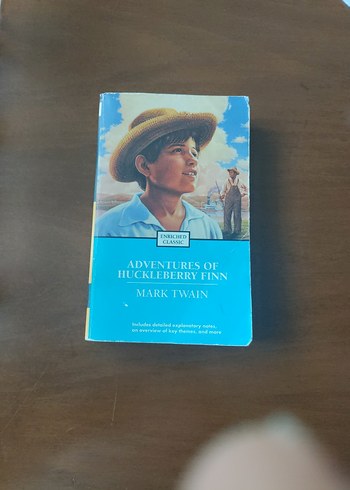 ENRICHED
CLASSIC
ADVENTURES OF
HUCKLEBERRY FINN
MARK TWAIN
Includes detailed explanatory notes,
an overview of key themes, and more